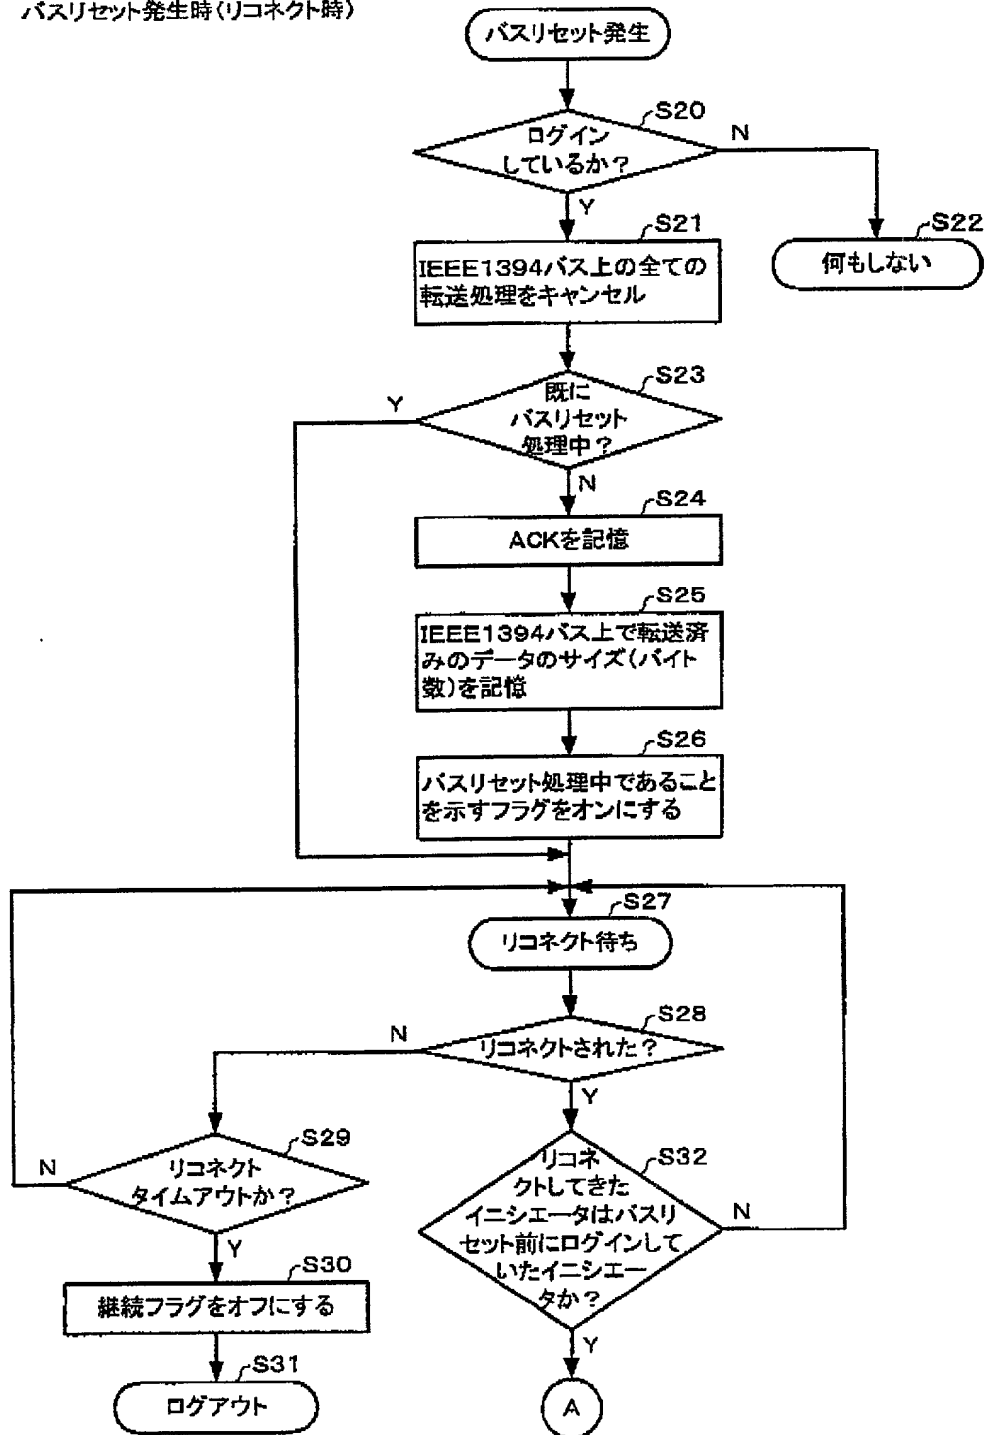 バスリセット発生時(リコネクト時)
バスリセット発生
S20
ログイン
しているか?
N
Y
S21
IEEE1394バス上の全ての
転送処理をキャンセル
S22
何もしない
S23
既に
バスリセット
処理中?
Y
N
S24
ACKを記憶
S25
IEEE1394バス上で転送済
みのデータのサイズ(バイト
数)を記憶
S26
バスリセット処理中であること
を示すフラグをオンにする
S27
リコネクト待ち
S28
リコネクトされた?
N
Y
S29
リコネクト
タイムアウトか?
N
Y
S30
継続フラグをオフにする
S31
ログアウト
S32
リコネ
クトしてきた
イニシエータはバスリ
セット前にログインして
いたイニシエー
タか?
N
Y
A